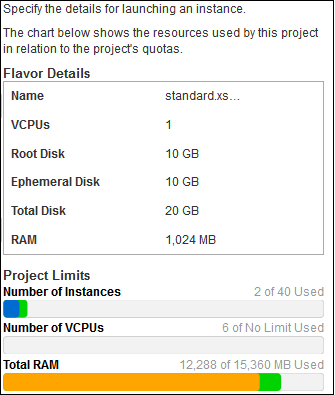 Specify the details for launching an instance.
The chart below shows the resources used by this project
in relation to the project's quotas.
Flavor Details
Name standard.xs...
VCPUs 1
Root Disk 10 GB
Ephemeral Disk 10 GB
Total Disk 20 GB
RAM 1,024 MB
Project Limits
Number of Instances 2 of 40 Used
Number of VCPUs 6 of No Limit Used
Total RAM 12,288 of 15,360 MB Used